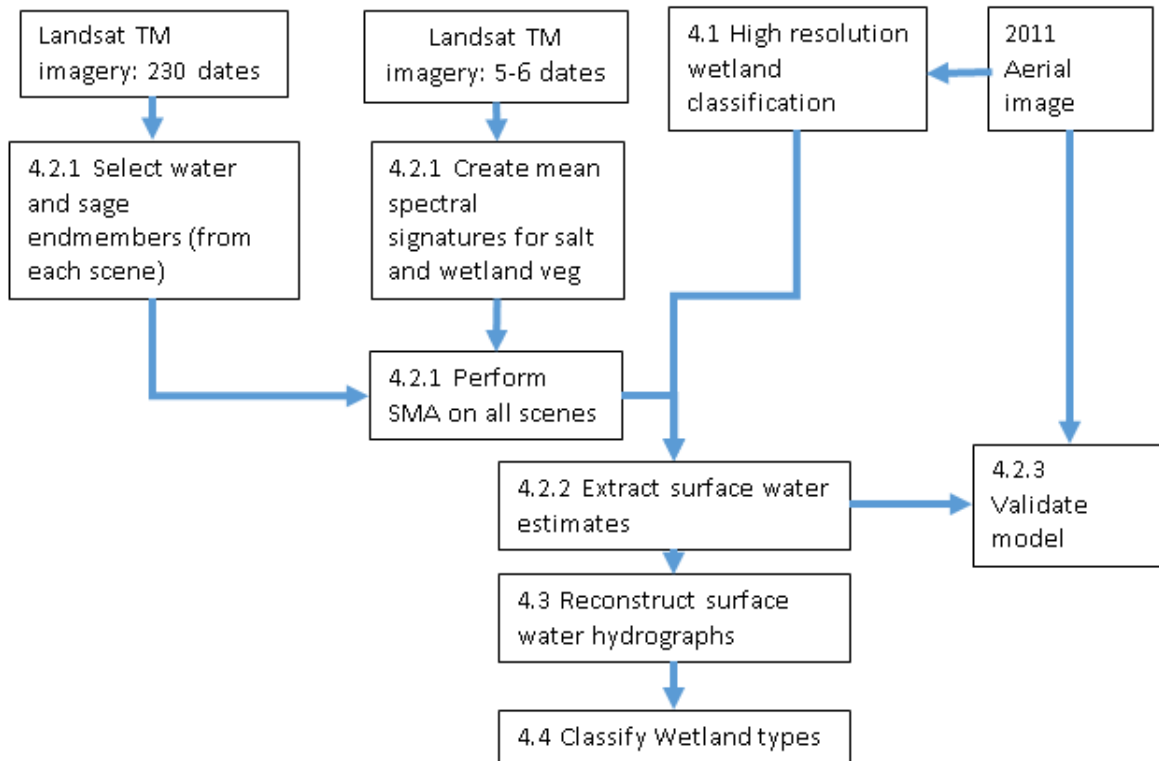 Landsat TM
imagery: 230 dates
Landsat TM
imagery: 5-6 dates
4.1 High resolution
wetland
classification
2011
Aerial
image
4.2.1 Select water
and sage
endmembers (from
each scene)
4.2.1 Create mean
spectral
signatures for salt
and wetland veg
4.2.1 Perform
SMA on all scenes
4.2.2 Extract surface water
estimates
4.2.3
Validate
model
4.3 Reconstruct surface
water hydrographs
4.4 Classify Wetland types